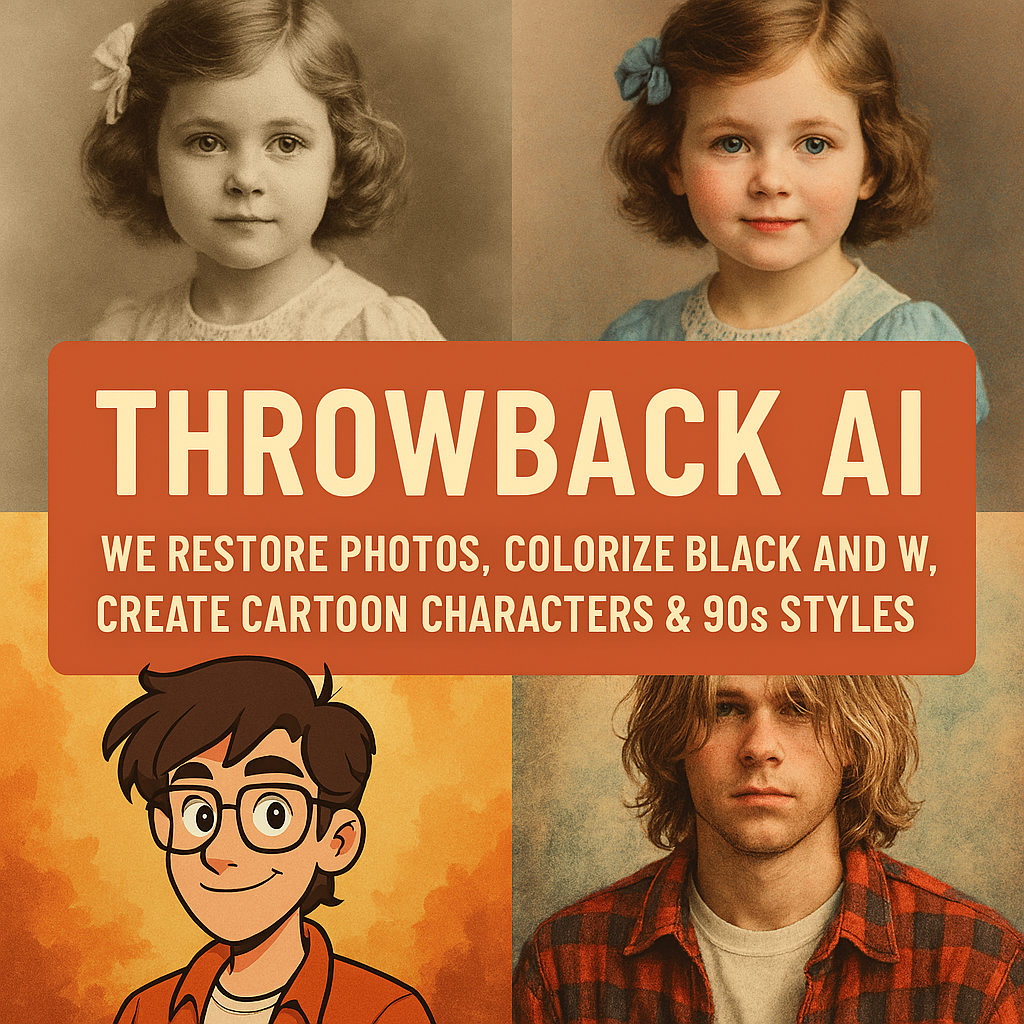 THROWBACK AI
WE RESTORE PHOTOS, COLORIZE BLACK AND W,
CREATE CARTOON CHARACTERS & 90s STYLES